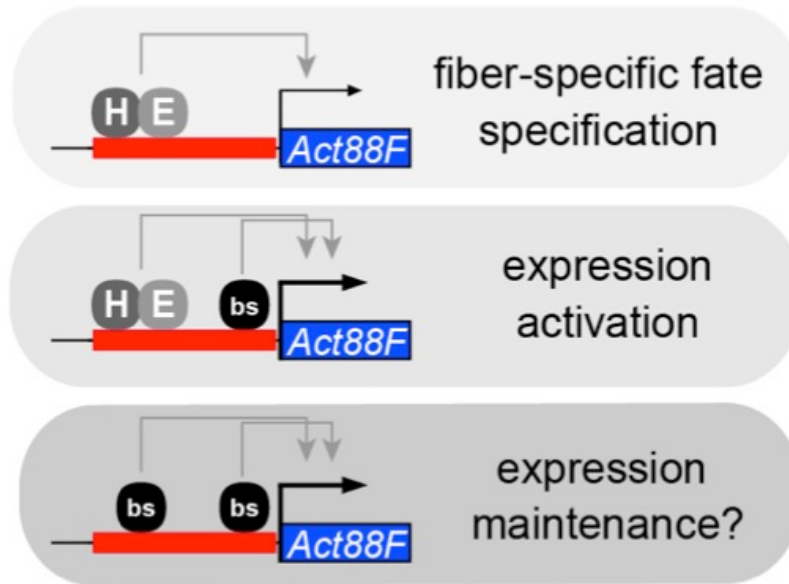 fiber-specific fate
specification
H E
Act88F
expression
activation
H E bs
Act88F
expression
maintenance?
bs bs
Act88F